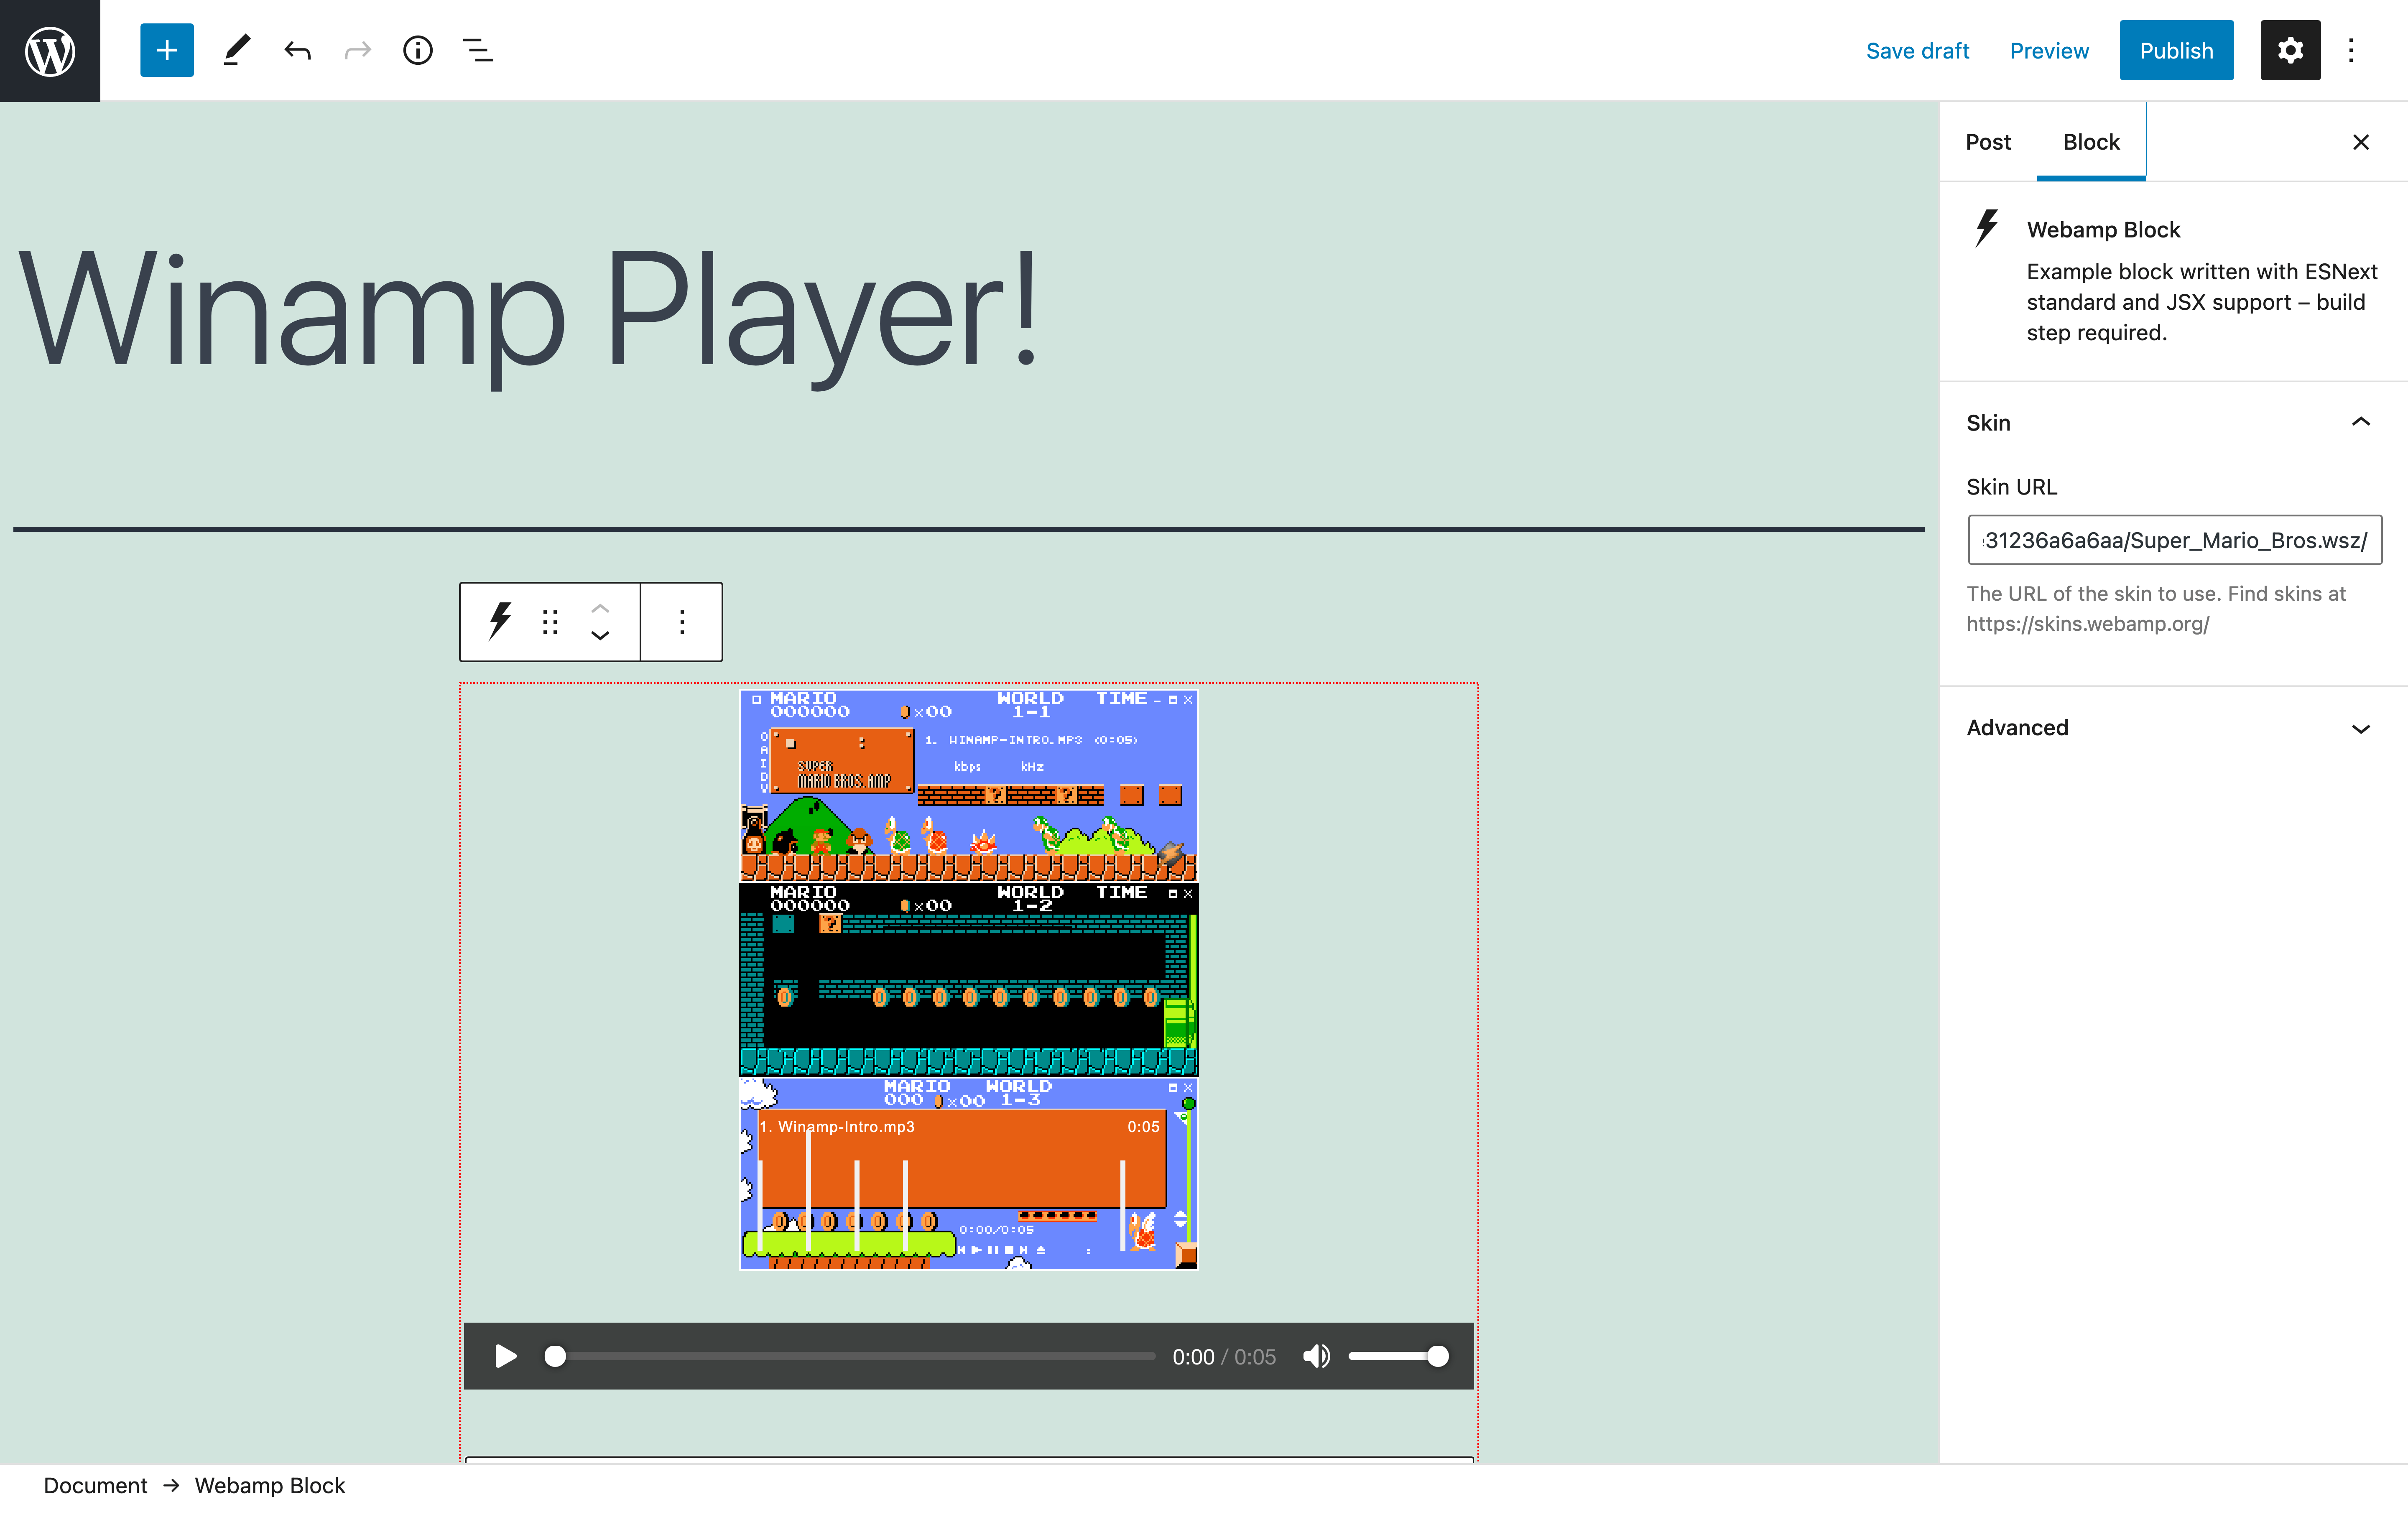 Save draft
Preview
Publish
Post
Block
Winamp Player!
Webamp Block
Example block written with ESNext
standard and JSX support – build
step required.
Skin
Skin URL
31236a6a6aa/Super_Mario_Bros.wsz/
The URL of the skin to use. Find skins at
https://skins.webamp.org/
Advanced
MARIO WORLD TIME
000000 x00 1-1
O
A
I
D
V
1. WINAMP-INTRO.MP3 (0:05)
kbps kHz
SUPER
MARIO BROS. AMP
MARIO WORLD TIME
000000 x00 1-2
MARIO WORLD
000 x00 1-3
1. Winamp-Intro.mp3 0:05
0:00/0:05
0:00 / 0:05
Document → Webamp Block